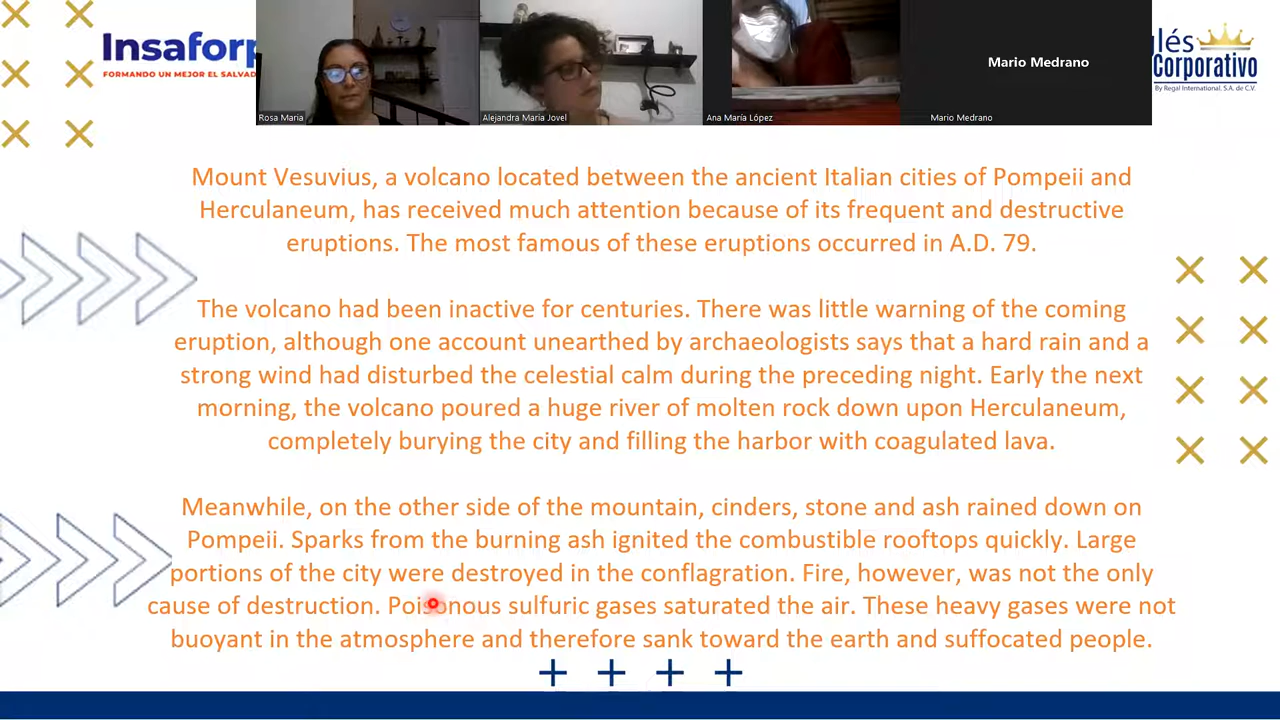 Insaforp
FORMANDO UN MEJOR EL SALVA
Rosa Maria
Alejandra Maria Jovel
Ana María López
Mario Medrano
Mario Medrano
lés
Corporativo
By Regal International, S.A. de C.V.
Mount Vesuvius, a volcano located between the ancient Italian cities of Pompeii and
Herculaneum, has received much attention because of its frequent and destructive
eruptions. The most famous of these eruptions occurred in A.D. 79.
The volcano had been inactive for centuries. There was little warning of the coming
eruption, although one account unearthed by archaeologists says that a hard rain and a
strong wind had disturbed the celestial calm during the preceding night. Early the next
morning, the volcano poured a huge river of molten rock down upon Herculaneum,
completely burying the city and filling the harbor with coagulated lava.
Meanwhile, on the other side of the mountain, cinders, stone and ash rained down on
Pompeii. Sparks from the burning ash ignited the combustible rooftops quickly. Large
portions of the city were destroyed in the conflagration. Fire, however, was not the only
cause of destruction. Poisonous sulfuric gases saturated the air. These heavy gases were not
buoyant in the atmosphere and therefore sank toward the earth and suffocated people.